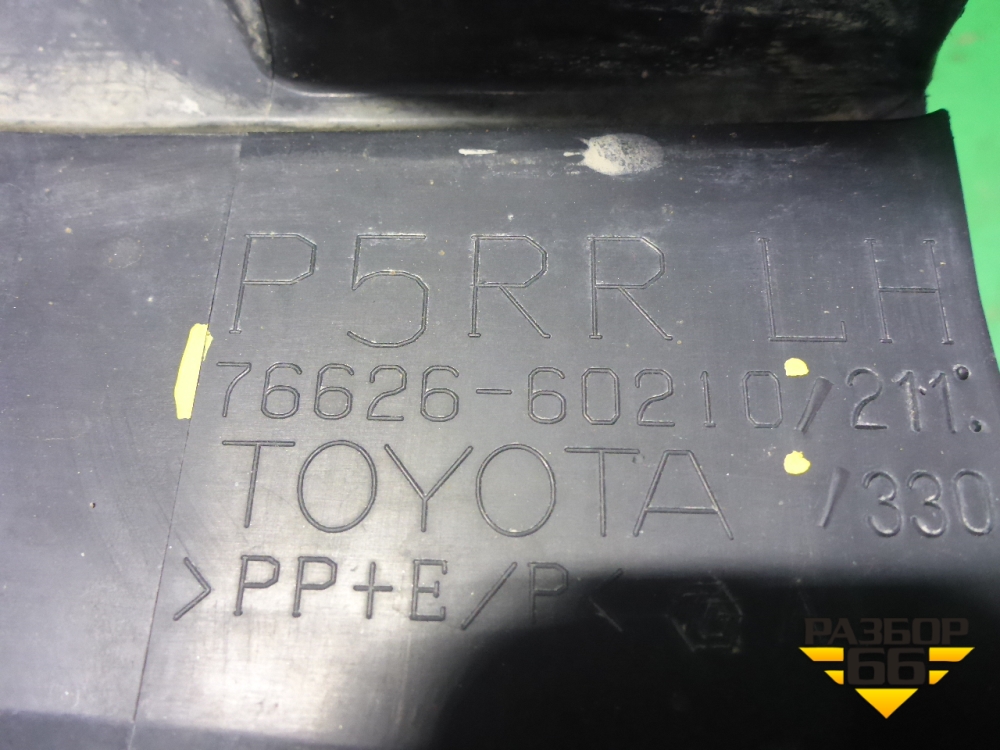 P5RR LH
76626-60210/211
TOYOTA /330
>PP+E/P<
РАЗБОР
66